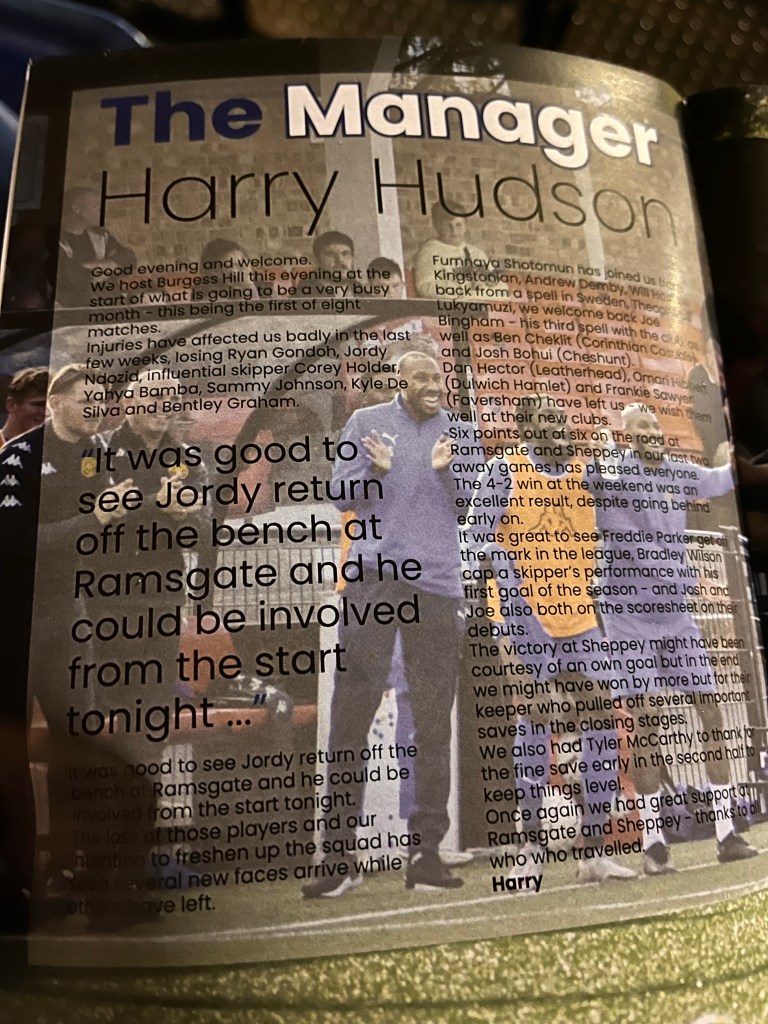 The Manager
Harry Hudson
Good evening and welcome.
We host Burgess Hill this evening at the
start of what is going to be a very busy
month - this being the first of eight
matches.
Injuries have affected us badly in the last
few weeks, losing Ryan Gondoh, Jordy
Ndozid, influential skipper Corey Holder,
Yahya Bamba, Sammy Johnson, Kyle De
Silva and Bentley Graham.
“It was good to
see Jordy return
off the bench at
Ramsgate and he
could be involved
from the start
tonight ...”
It was good to see Jordy return off the
bench at Ramsgate and he could be
involved from the start tonight.
The loss of those players and our
intention to freshen up the squad has
seen several new faces arrive while
others have left.
Fumnaya Shotomun has joined us from
Kingstonian, Andrew Demby, Will
back from a spell in Sweden,
Lukyamuzi, we welcome back Joe
Bingham - his third spell with the club, as
well as Ben Cheklit (Corinthian Casuals)
and Josh Bohui (Cheshunt).
Dan Hector (Leatherhead), Omari
(Dulwich Hamlet) and Frankie Sawyer
(Faversham) have left us - we wish them
well at their new clubs.
Six points out of six on the road at
Ramsgate and Sheppey in our last two
away games has pleased everyone.
The 4-2 win at the weekend was an
excellent result, despite going behind
early on.
It was great to see Freddie Parker get off
the mark in the league, Bradley Wilson
cap a skipper's performance with his
first goal of the season - and Josh and
Joe also both on the scoresheet on their
debuts.
The victory at Sheppey might have been
courtesy of an own goal but in the end
we might have won by more but for their
keeper who pulled off several important
saves in the closing stages.
We also had Tyler McCarthy to thank for
the fine save early in the second half to
keep things level.
Once again we had great support at
Ramsgate and Sheppey - thanks to all
who who travelled.
Harry